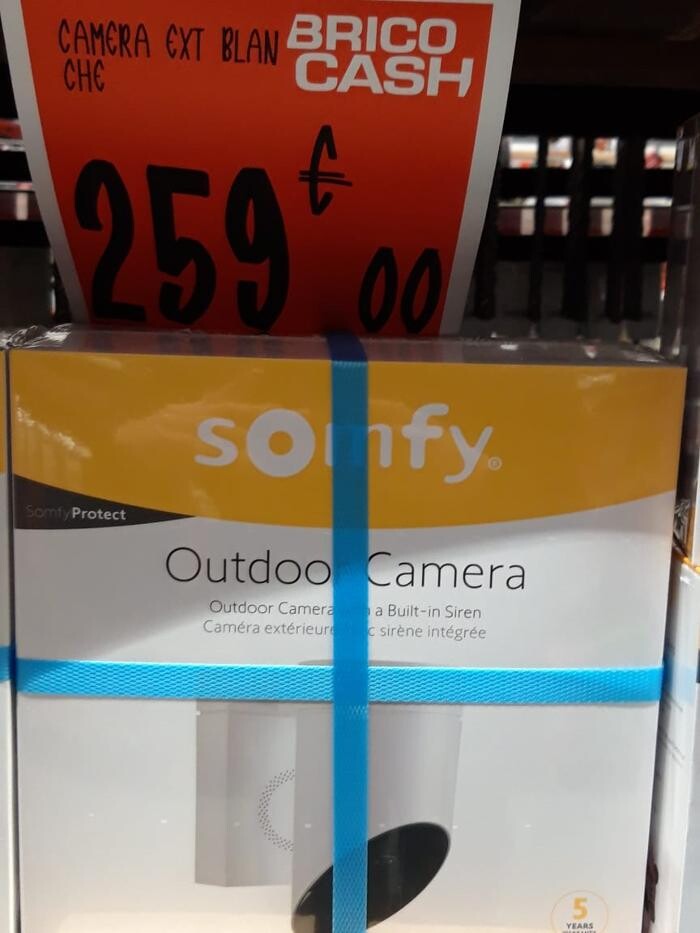 CAMERA EXT BLAN
CHE
BRICO
CASH
259€00
somfy®
SomfyProtect
Outdoo Camera
Outdoor Camera a Built-in Siren
Caméra extérieure c sirène intégrée
5
YEARS